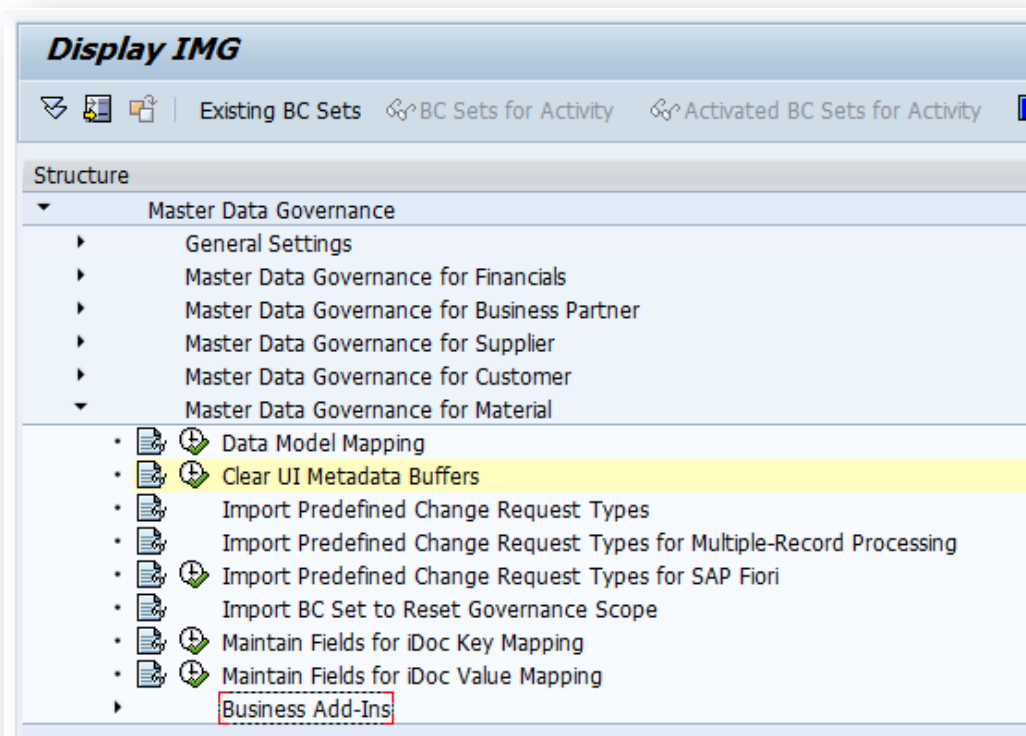 Display IMG
Existing BC Sets BC Sets for Activity Activated BC Sets for Activity
Structure
Master Data Governance
General Settings
Master Data Governance for Financials
Master Data Governance for Business Partner
Master Data Governance for Supplier
Master Data Governance for Customer
Master Data Governance for Material
Data Model Mapping
Clear UI Metadata Buffers
Import Predefined Change Request Types
Import Predefined Change Request Types for Multiple-Record Processing
Import Predefined Change Request Types for SAP Fiori
Import BC Set to Reset Governance Scope
Maintain Fields for iDoc Key Mapping
Maintain Fields for iDoc Value Mapping
Business Add-Ins